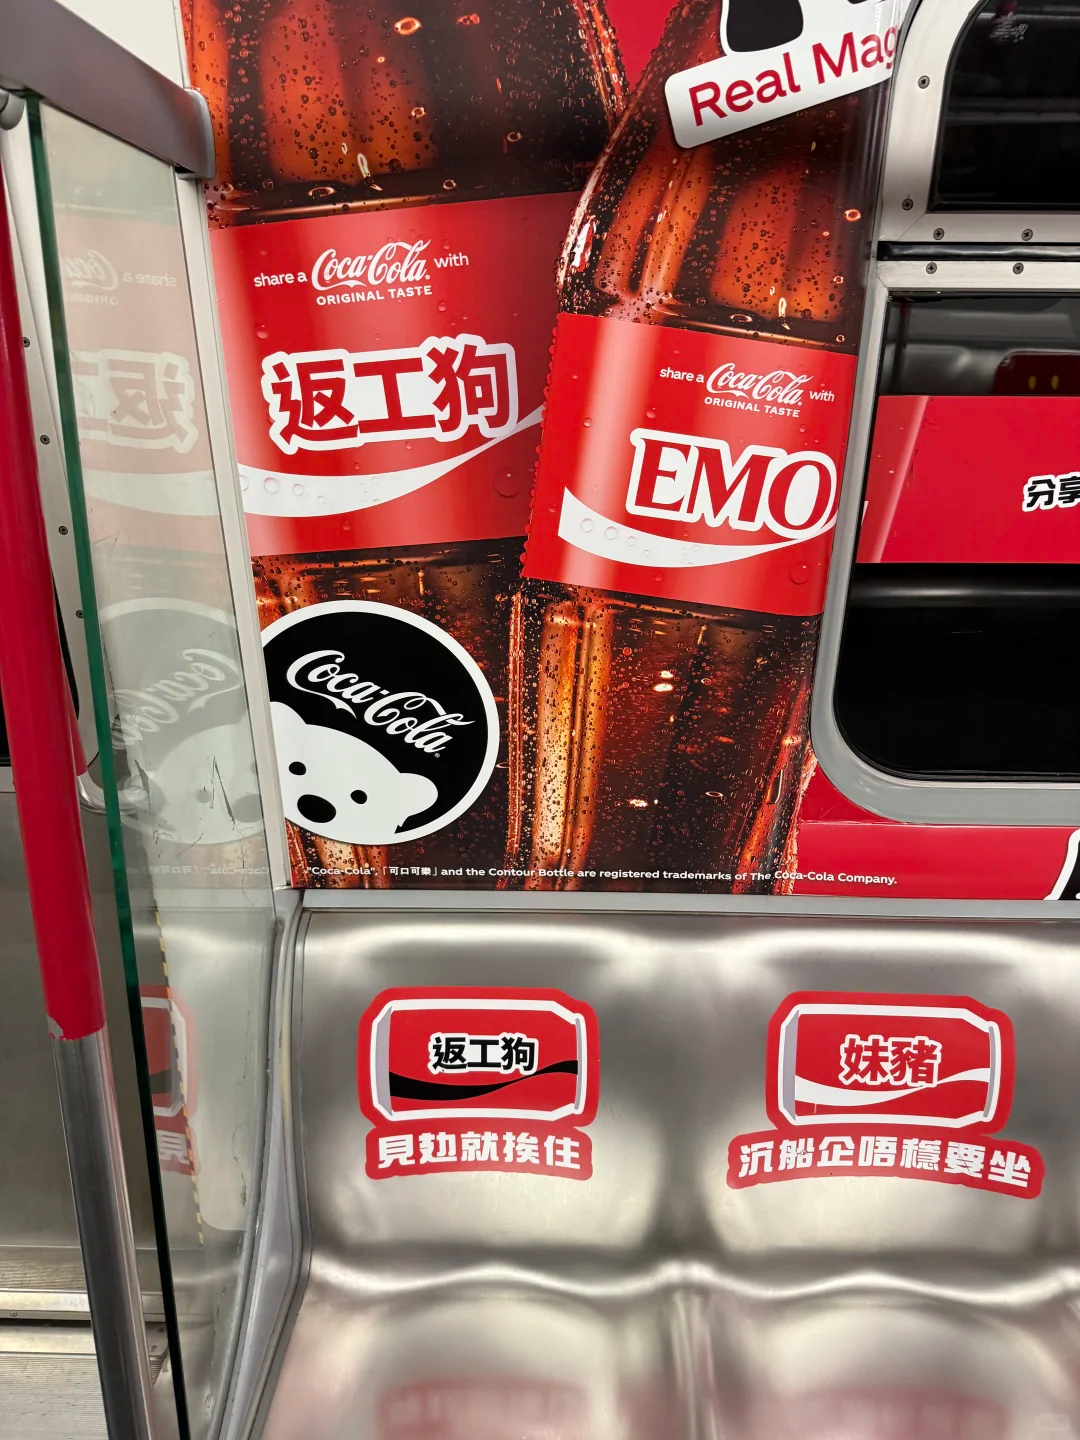 Real Mag
share a Coca-Cola with
ORIGINAL TASTE
返工狗
share a Coca-Cola with
ORIGINAL TASTE
EMO
分享
Coca-Cola
"Coca-Cola", 「可口可樂」 and the Contour Bottle are registered trademarks of The Coca-Cola Company.
返工狗
見攰就挨住
妹豬
沉船企唔穩要坐